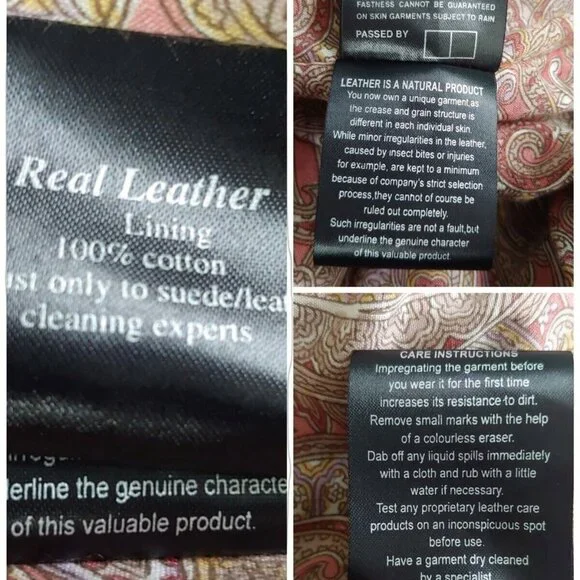 Real Leather
Lining
100% cotton
only to suede/lea
cleaning experts
erline the genuine characte
of this valuable product.
FASTNESS CANNOT BE GUARANTEED
ON SKIN GARMENTS SUBJECT TO RAIN
PASSED BY
LEATHER IS A NATURAL PRODUCT
You now own a unique garment,as
the crease and grain structure is
different in each individual skin.
While minor irregularities in the leather,
caused by insect bites or injuries
for example, are kept to a minimum
because of company's strict selection
process,they cannot of course be
ruled out completely.
Such irregularities are not a fault,but
underline the genuine character
of this valuable product.
CARE INSTRUCTIONS
Impregnating the garment before
you wear it for the first time
increases its resistance to dirt.
Remove small marks with the help
of a colourless eraser.
Dab off any liquid spills immediately
with a cloth and rub with a little
water if necessary.
Test any proprietary leather care
products on an inconspicuous spot
before use.
Have a garment dry cleaned
by a specialist